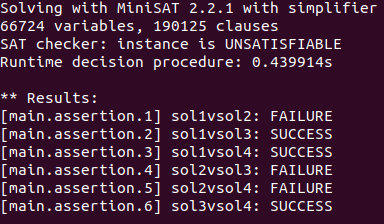 Solving with MiniSAT 2.2.1 with simplifier
66724 variables, 190125 clauses
SAT checker: instance is UNSATISFIABLE
Runtime decision procedure: 0.439914s
** Results:
[main.assertion.1] sol1vsol2: FAILURE
[main.assertion.2] sol1vsol3: SUCCESS
[main.assertion.3] sol1vsol4: SUCCESS
[main.assertion.4] sol2vsol3: FAILURE
[main.assertion.5] sol2vsol4: FAILURE
[main.assertion.6] sol3vsol4: SUCCESS